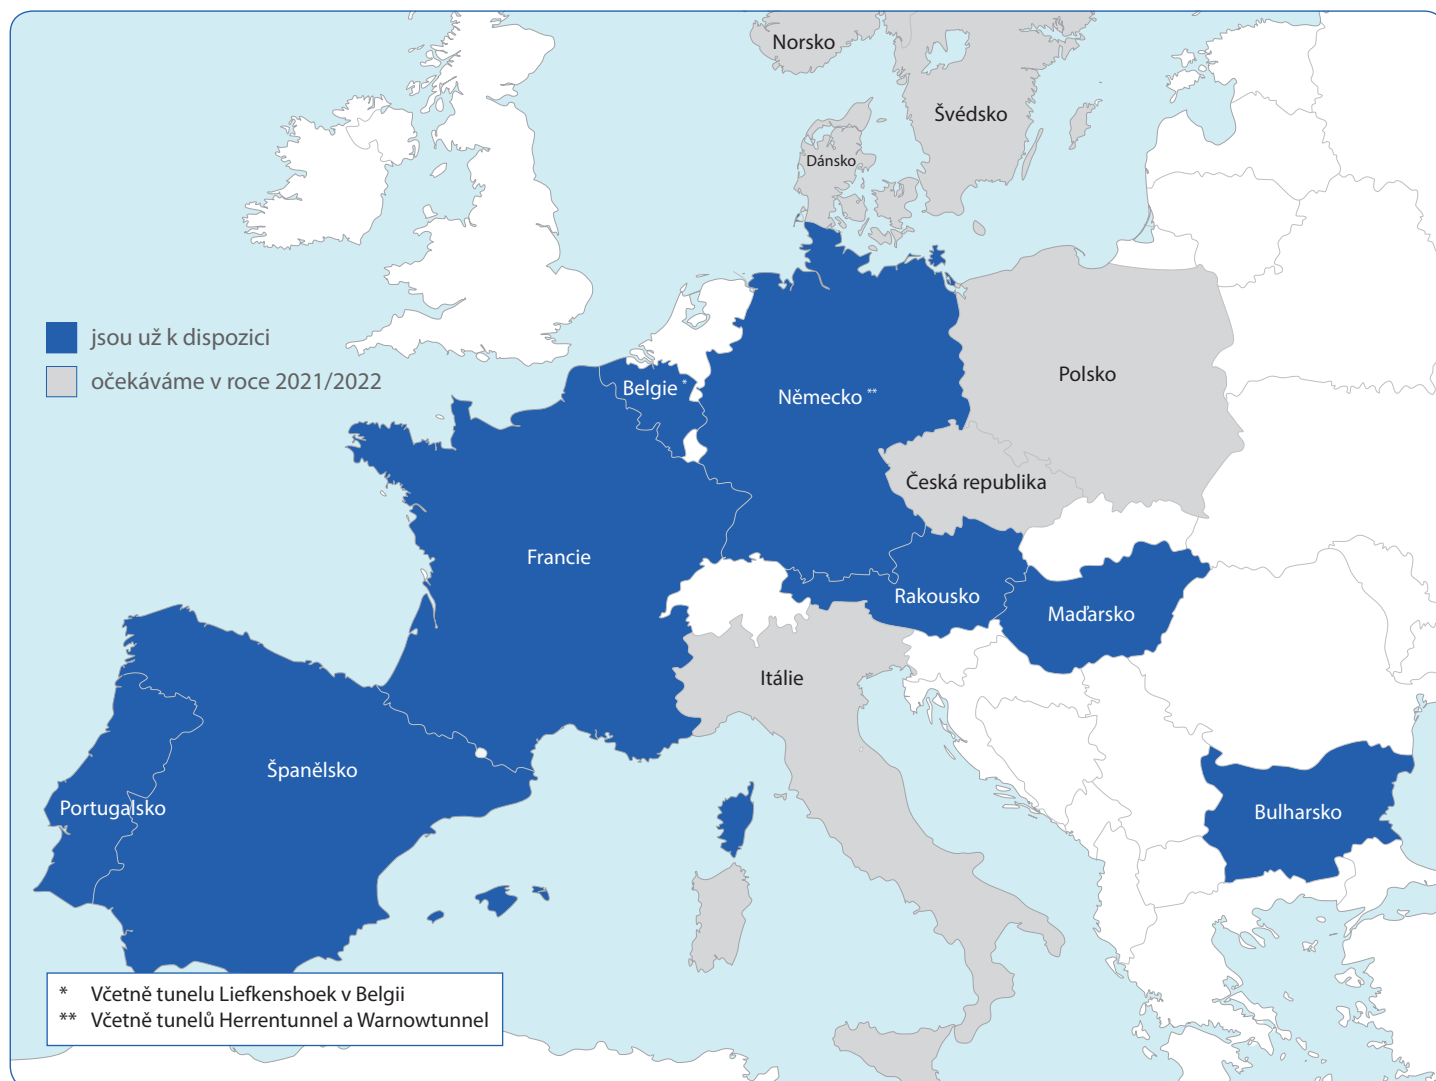 Norsko
Švédsko
Dánsko
jsou už k dispozici
očekáváme v roce 2021/2022
Belgie *
Německo **
Polsko
Česká republika
Francie
Rakousko
Maďarsko
Itálie
Španělsko
Portugalsko
Bulharsko
* Včetně tunelu Liefkenshoek v Belgii
** Včetně tunelů Herrentunnel a Warnowtunnel